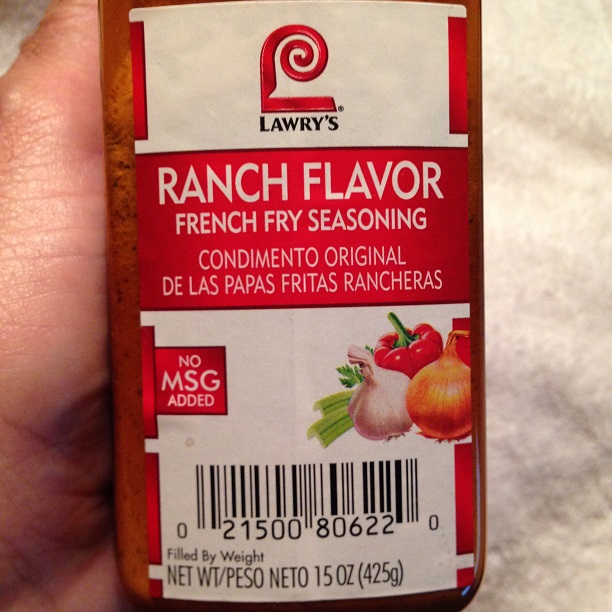 LAWRY'S
RANCH FLAVOR
FRENCH FRY SEASONING
CONDIMENTO ORIGINAL
DE LAS PAPAS FRITAS RANCHERAS
NO
MSG
ADDED
0 21500 80622 0
Filled By Weight
NET WT/PESO NETO 15 OZ (425g)